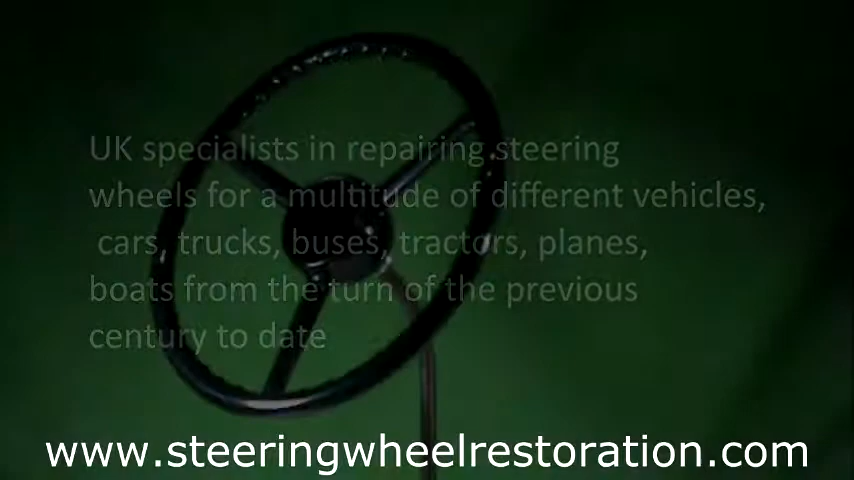 UK specialists in repairing steering
wheels for a multitude of different vehicles,
cars, trucks, buses, tractors, planes,
boats from the turn of the previous
century to date
www.steeringwheelrestoration.com